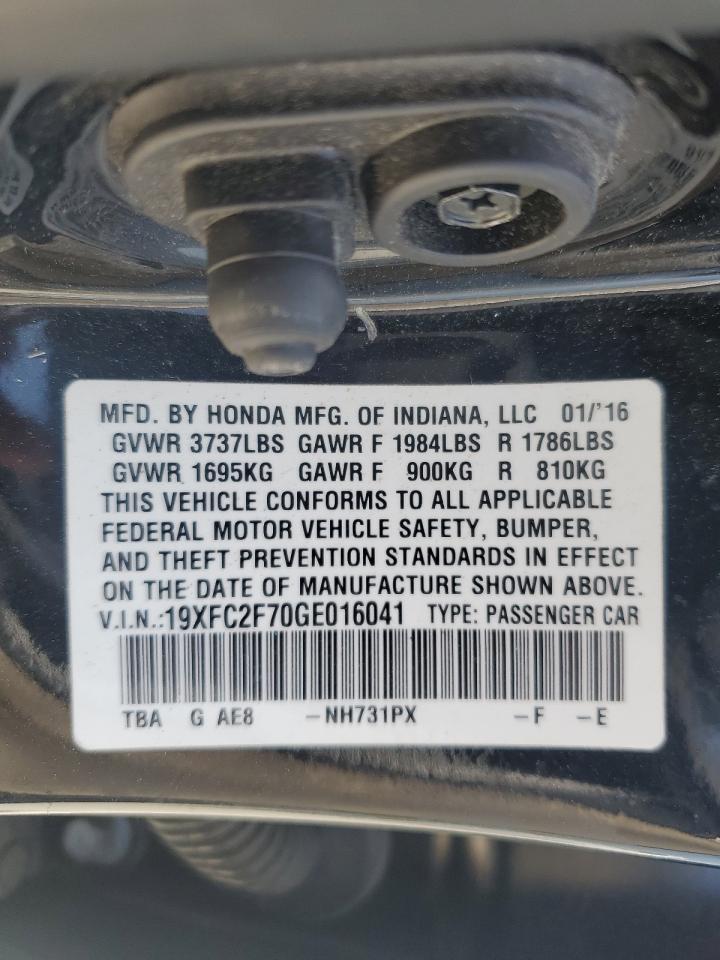 MFD. BY HONDA MFG. OF INDIANA, LLC 01/'16
GVWR 3737LBS GAWR F 1984LBS R 1786LBS
GVWR 1695KG GAWR F 900KG R 810KG
THIS VEHICLE CONFORMS TO ALL APPLICABLE
FEDERAL MOTOR VEHICLE SAFETY, BUMPER,
AND THEFT PREVENTION STANDARDS IN EFFECT
ON THE DATE OF MANUFACTURE SHOWN ABOVE.
V.I.N.:19XFC2F70GE016041 TYPE: PASSENGER CAR
TBA G AE8 -NH731PX -F -E